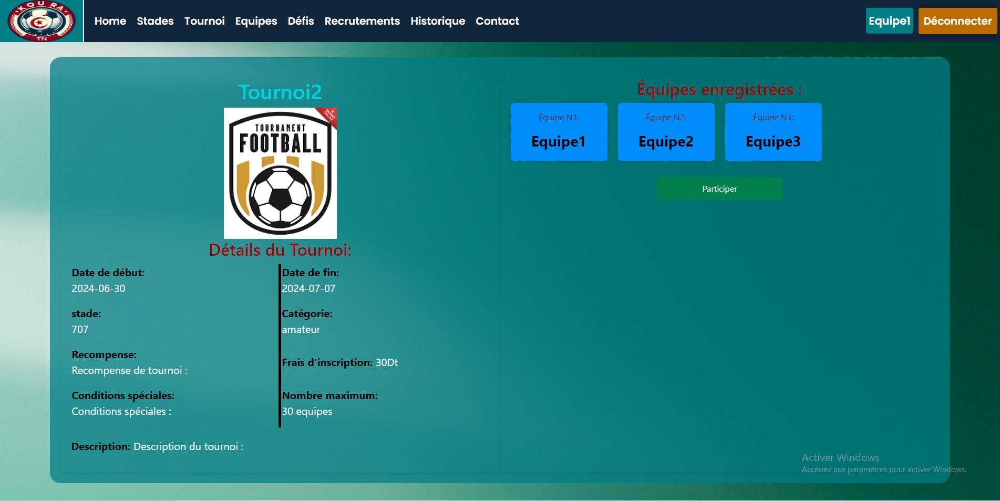 KOURA
TN
Home Stades Tournoi Equipes Défis Recrutements Historique Contact
Equipe1 Déconnecter
Tournoi2
EDITABLE
ONLINE
TOURNAMENT
FOOTBALL
Détails du Tournoi:
Date de début:
2024-06-30
Date de fin:
2024-07-07
stade:
707
Catégorie:
amateur
Recompense:
Recompense de tournoi :
Frais d'inscription: 30Dt
Conditions spéciales:
Conditions spéciales :
Nombre maximum:
30 equipes
Description: Description du tournoi :
Équipes enregistrées :
Équipe N1:
Equipe1
Équipe N2:
Equipe2
Équipe N3:
Equipe3
Participer
Activer Windows
Accédez aux paramètres pour activer Windows.